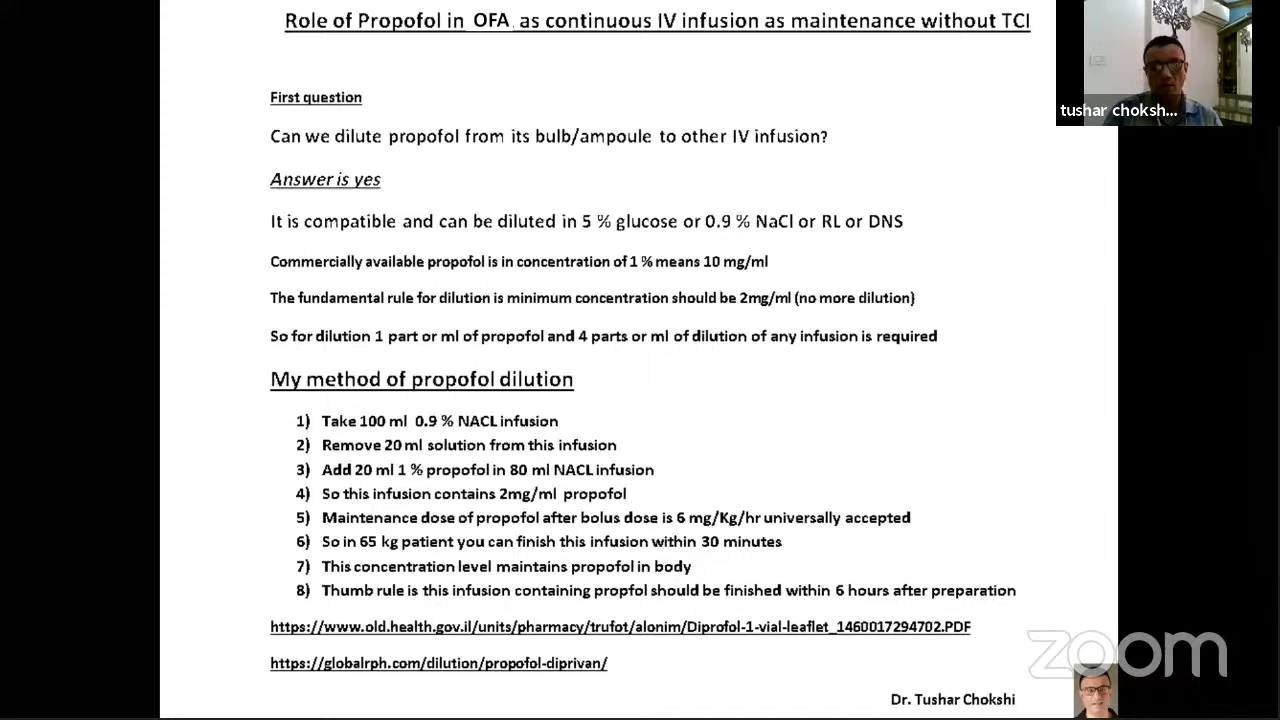 Role of Propofol in OFA as continuous IV infusion as maintenance without TCI
First question
Can we dilute propofol from its bulb/ampoule to other IV infusion?
Answer is yes
It is compatible and can be diluted in 5 % glucose or 0.9 % NaCl or RL or DNS
Commercially available propofol is in concentration of 1 % means 10 mg/ml
The fundamental rule for dilution is minimum concentration should be 2mg/ml (no more dilution)
So for dilution 1 part or ml of propofol and 4 parts or ml of dilution of any infusion is required
My method of propofol dilution
1) Take 100 ml 0.9 % NACL infusion
2) Remove 20 ml solution from this infusion
3) Add 20 ml 1 % propofol in 80 ml NACL infusion
4) So this infusion contains 2mg/ml propofol
5) Maintenance dose of propofol after bolus dose is 6 mg/Kg/hr universally accepted
6) So in 65 kg patient you can finish this infusion within 30 minutes
7) This concentration level maintains propofol in body
8) Thumb rule is this infusion containing propfol should be finished within 6 hours after preparation
https://www.old.health.gov.il/units/pharmacy/trufot/alonim/Diprofol-1-vial-leaflet_1460017294702.PDF
https://globalrph.com/dilution/propofol-diprivan/
Dr. Tushar Chokshi
tushar choksh...
zoom